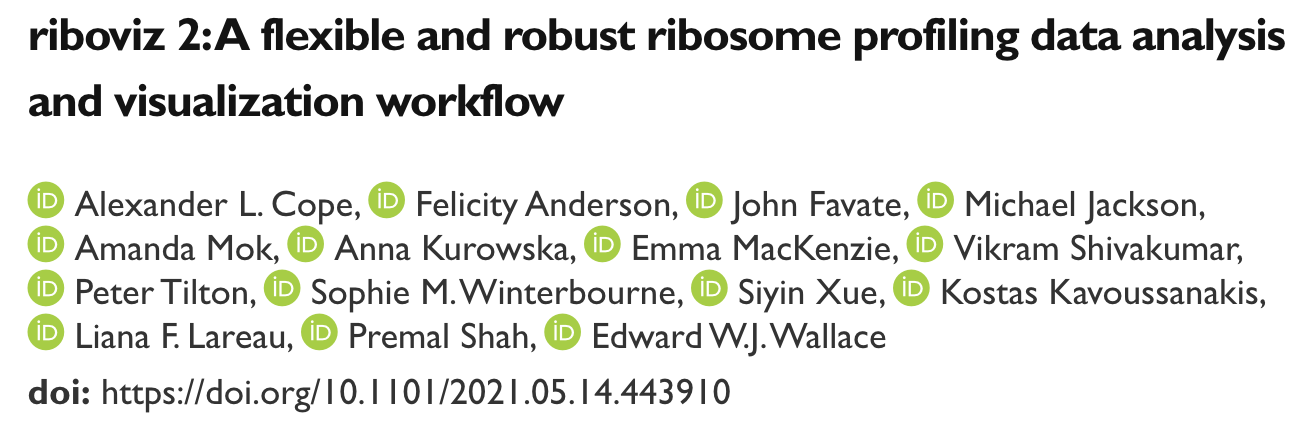 riboviz 2: A flexible and robust ribosome profiling data analysis
and visualization workflow
iD Alexander L. Cope, iD Felicity Anderson, iD John Favate, iD Michael Jackson,
iD Amanda Mok, iD Anna Kurowska, iD Emma MacKenzie, iD Vikram Shivakumar,
iD Peter Tilton, iD Sophie M. Winterbourne, iD Siyin Xue, iD Kostas Kavoussanakis,
iD Liana F. Lareau, iD Premal Shah, iD Edward W.J. Wallace
doi: https://doi.org/10.1101/2021.05.14.443910